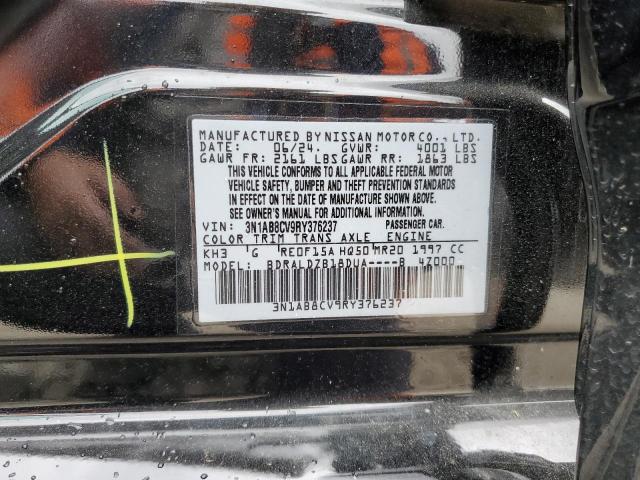 MANUFACTURED BY NISSAN MOTOR CO., LTD.
DATE: 06/24. GVWR: 4001 LBS
GAWR FR: 2161 LBS GAWR RR: 1863 LBS
THIS VEHICLE CONFORMS TO ALL APPLICABLE FEDERAL MOTOR
VEHICLE SAFETY, BUMPER AND THEFT PREVENTION STANDARDS
IN EFFECT ON THE DATE OF MANUFACTURE SHOWN ABOVE.
SEE OWNER'S MANUAL FOR ADDITIONAL INFORMATION.
VIN: 3N1AB8CV9RY376237 PASSENGER CAR.
COLOR TRIM TRANS AXLE ENGINE
KH3 G RE0F15A HQ50 MR20 1997 CC
MODEL: BDRALDZB18DUA----B 4Z000
3N1AB8CV9RY376237